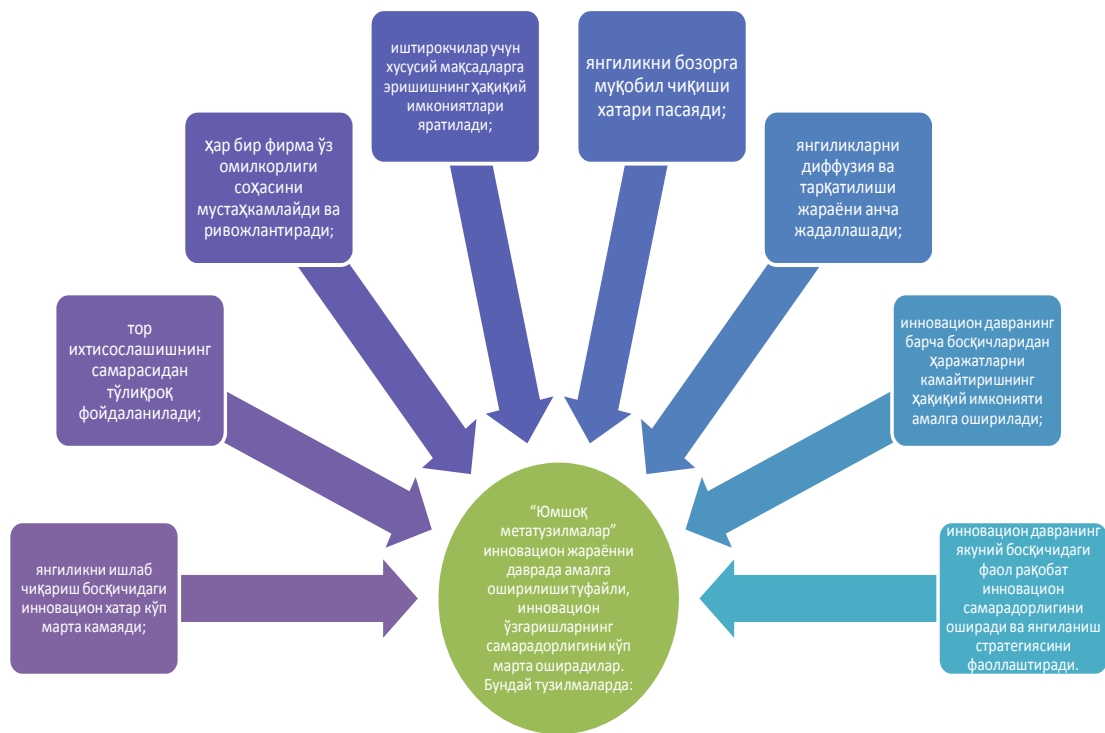 иштирокчилар учун
хусусий мақсадларга
эришишнинг ҳақиқий
имкониятлари
яратилади;
янгиликни бозорга
муқобил чиқиши
хатари пасаяди;
ҳар бир фирма ўз
омилкорлиги
соҳасини
мустаҳкамлайди ва
ривожлантиради;
янгиликларни
диффузия ва
тарқатилиши
жараёни анча
жадаллашади;
тор
ихтисослашишнинг
самарасидан
тўлиқроқ
фойдаланилади;
инновацион давранинг
барча босқичларидан
ҳаражатларни
камайтиришнинг
ҳақиқий имконияти
амалга оширилади;
янгиликни ишлаб
чиқариш босқичидаги
инновацион хатар кўп
марта камаяди;
“Юмшоқ
метатузилмалар”
инновацион жараённи
даврада амалга
оширилиши туфайли,
инновацион
ўзгаришларнинг
самарадорлигини кўп
марта оширадилар.
Бундай тузилмаларда:
инновацион давранинг
якуний босқичидаги
фаол рақобат
инновацион
самарадорлигини
оширади ва янгиланиш
стратегиясини
фаоллаштиради.